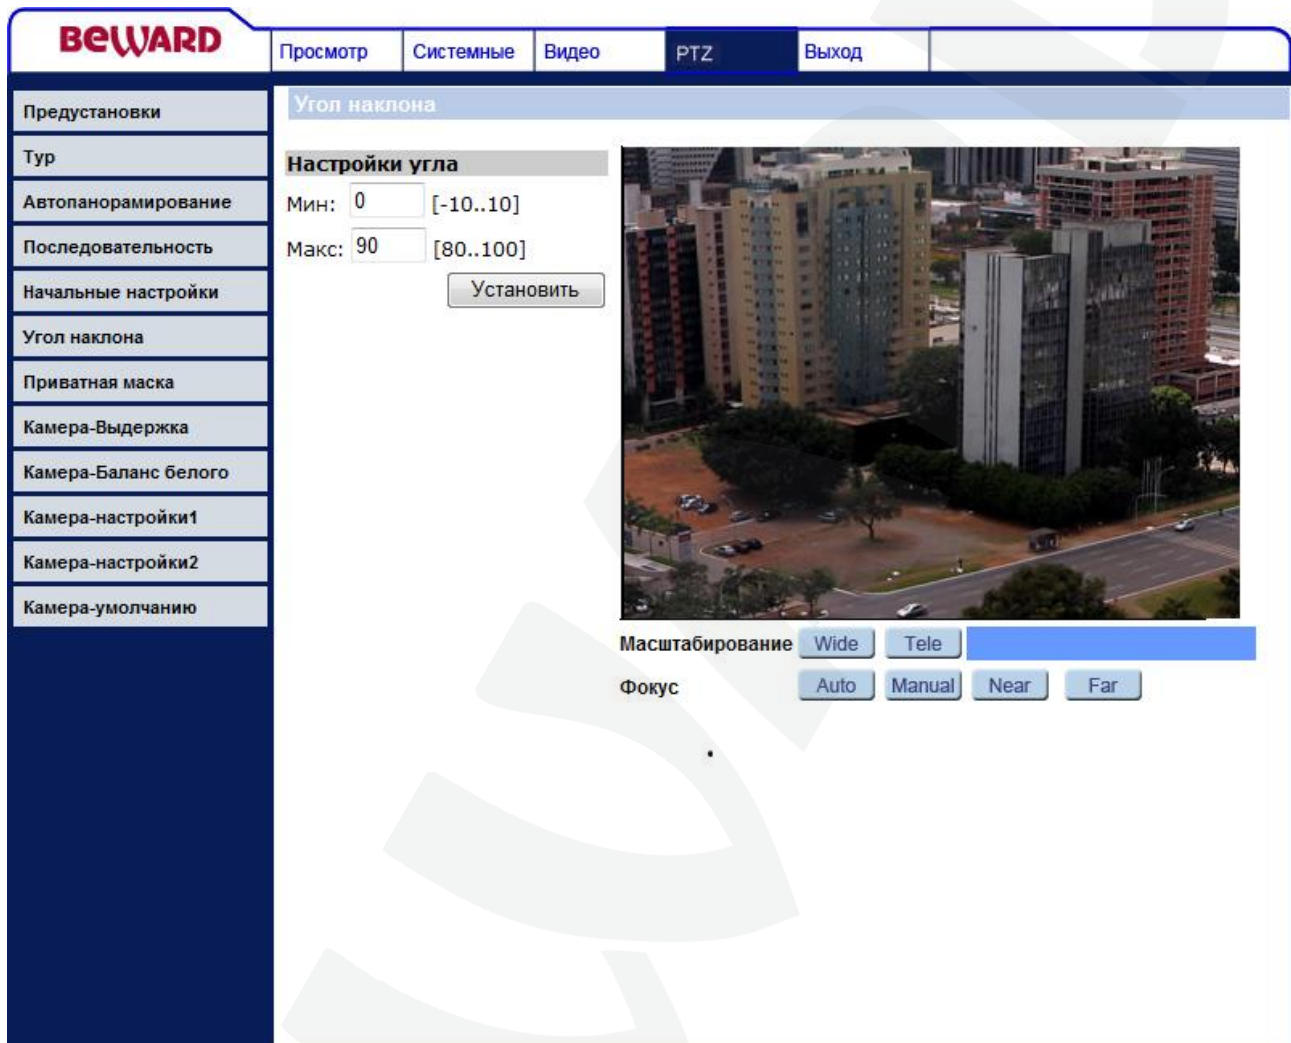 BEWARD
Просмотр Системные Видео PTZ Выход
Предустановки
Тур
Автопанорамирование
Последовательность
Начальные настройки
Угол наклона
Приватная маска
Камера-Выдержка
Камера-Баланс белого
Камера-настройки1
Камера-настройки2
Камера-умолчанию
Угол наклона
Настройки угла
Мин: 0 [-10..10]
Макс: 90 [80..100]
Установить
Масштабирование Wide Tele
Фокус Auto Manual Near Far